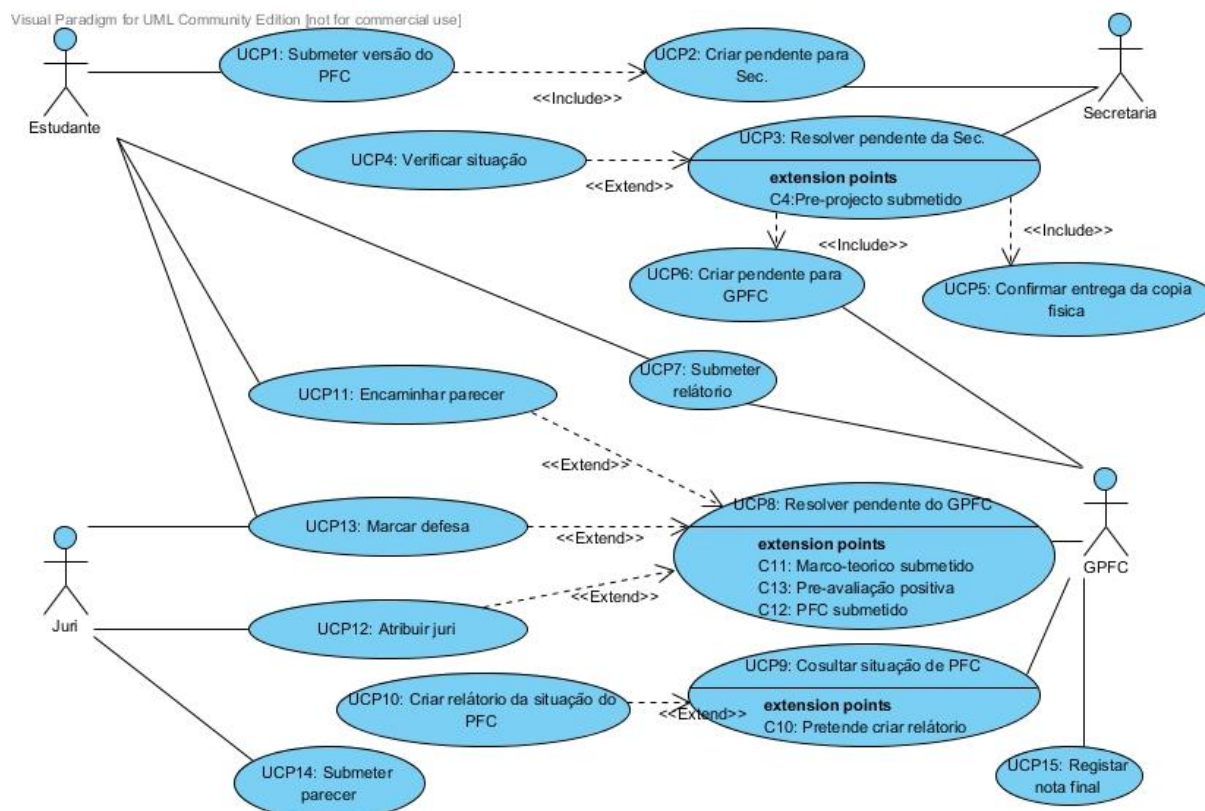 Visual Paradigm for UML Community Edition [not for commercial use]
UCP1: Submeter versão do
PFC
<<Include>>
UCP2: Criar pendente para
Sec.
Estudante
Secretaria
UCP4: Verificar situação
<<Extend>>
UCP3: Resolver pendente da Sec.
extension points
C4:Pre-projecto submetido
<<Include>>
<<Include>>
UCP6: Criar pendente para
GPFC
UCP5: Confirmar entrega da copia
fisica
UCP7: Submeter
relátorio
UCP11: Encaminhar parecer
<<Extend>>
UCP13: Marcar defesa
<<Extend>>
UCP8: Resolver pendente do GPFC
extension points
C11: Marco-teorico submetido
C13: Pre-avaliação positiva
C12: PFC submetido
GPFC
Juri
UCP12: Atribuir juri
<<Extend>>
UCP10: Criar relátorio da situação do
PFC
<<Extend>>
UCP9: Cosultar situação de PFC
extension points
C10: Pretende criar relátorio
UCP14: Submeter
parecer
UCP15: Registar
nota final